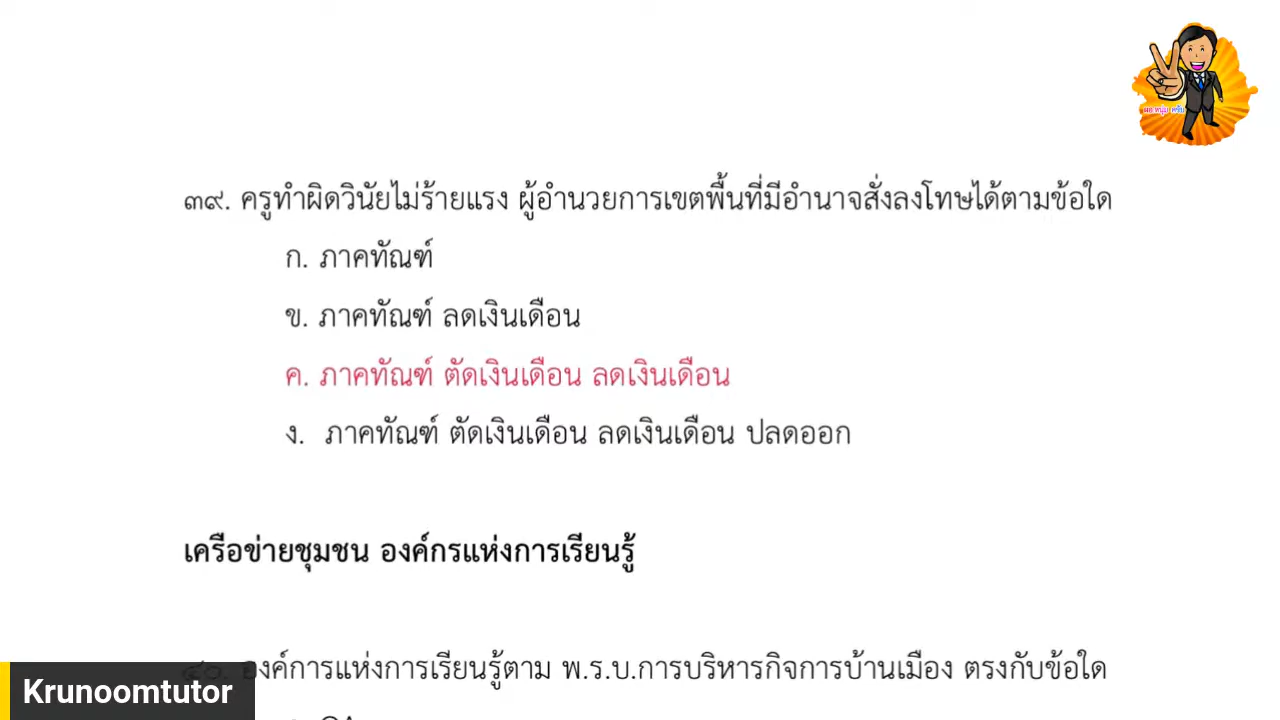 ๓๙. ครูทำผิดวินัยไม่ร้ายแรง ผู้อำนวยการเขตพื้นที่มีอำนาจสั่งลงโทษได้ตามข้อใด
ก. ภาคทัณฑ์
ข. ภาคทัณฑ์ ลดเงินเดือน
ค. ภาคทัณฑ์ ตัดเงินเดือน ลดเงินเดือน
ง. ภาคทัณฑ์ ตัดเงินเดือน ลดเงินเดือน ปลดออก
เครือข่ายชุมชน องค์กรแห่งการเรียนรู้
๔๐. องค์การแห่งการเรียนรู้ตาม พ.ร.บ.การบริหารกิจการบ้านเมือง ตรงกับข้อใด
Krunoomtutor